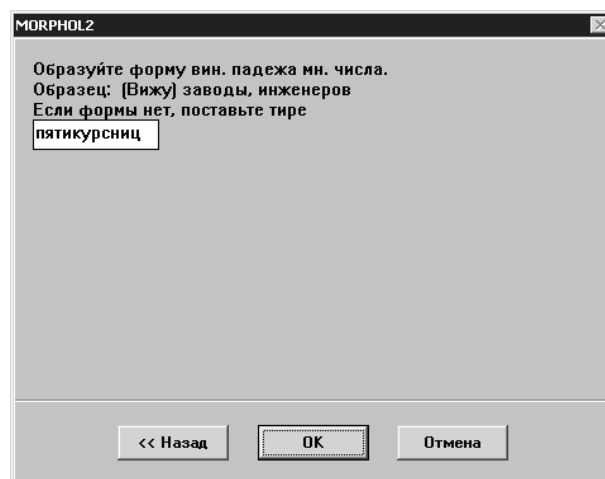 MORPHOL2
Образуйте форму вин. падежа мн. числа.
Образец: (Вижу) заводы, инженеров
Если формы нет, поставьте тире
пятикурсниц
<< Назад OK Отмена